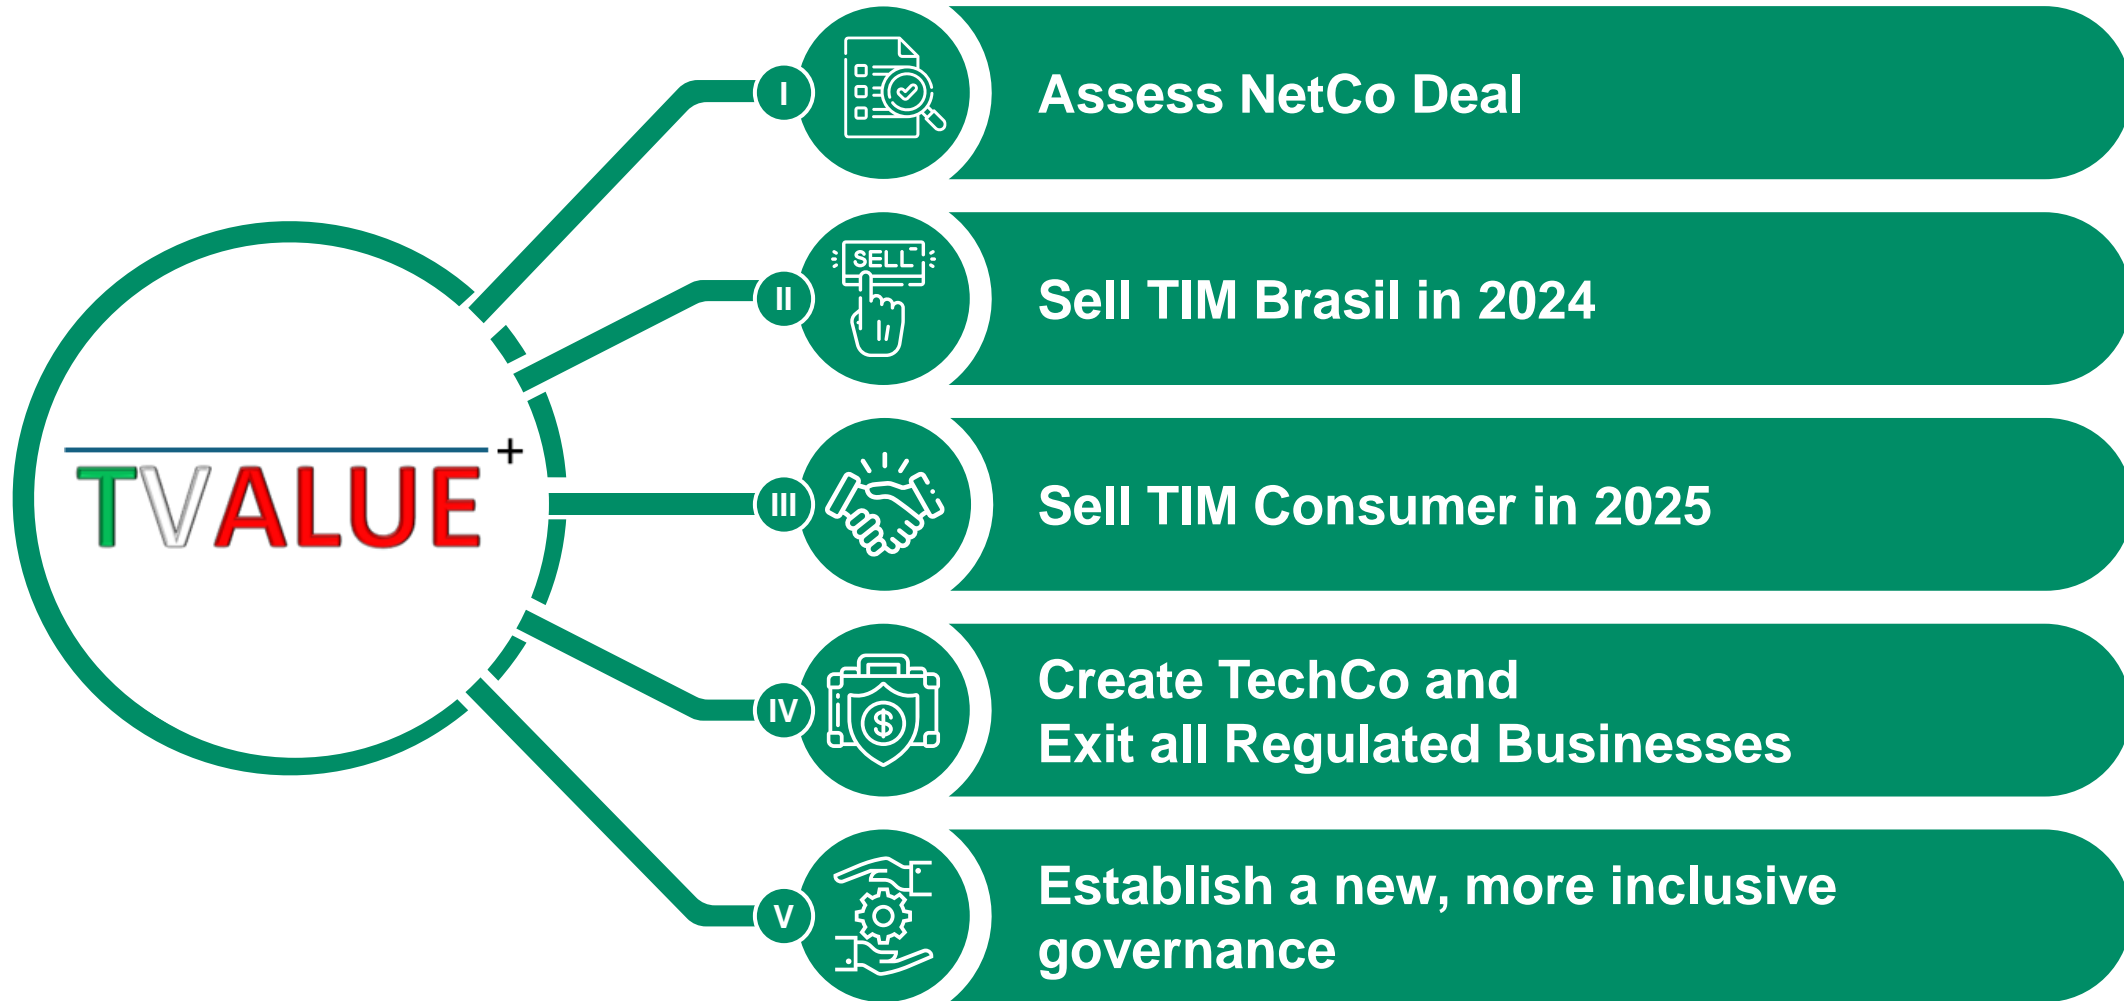 I
Assess NetCo Deal
SELL
II
Sell TIM Brasil in 2024
TVALUE+
III
Sell TIM Consumer in 2025
IV
$
Create TechCo and
Exit all Regulated Businesses
V
Establish a new, more inclusive
governance